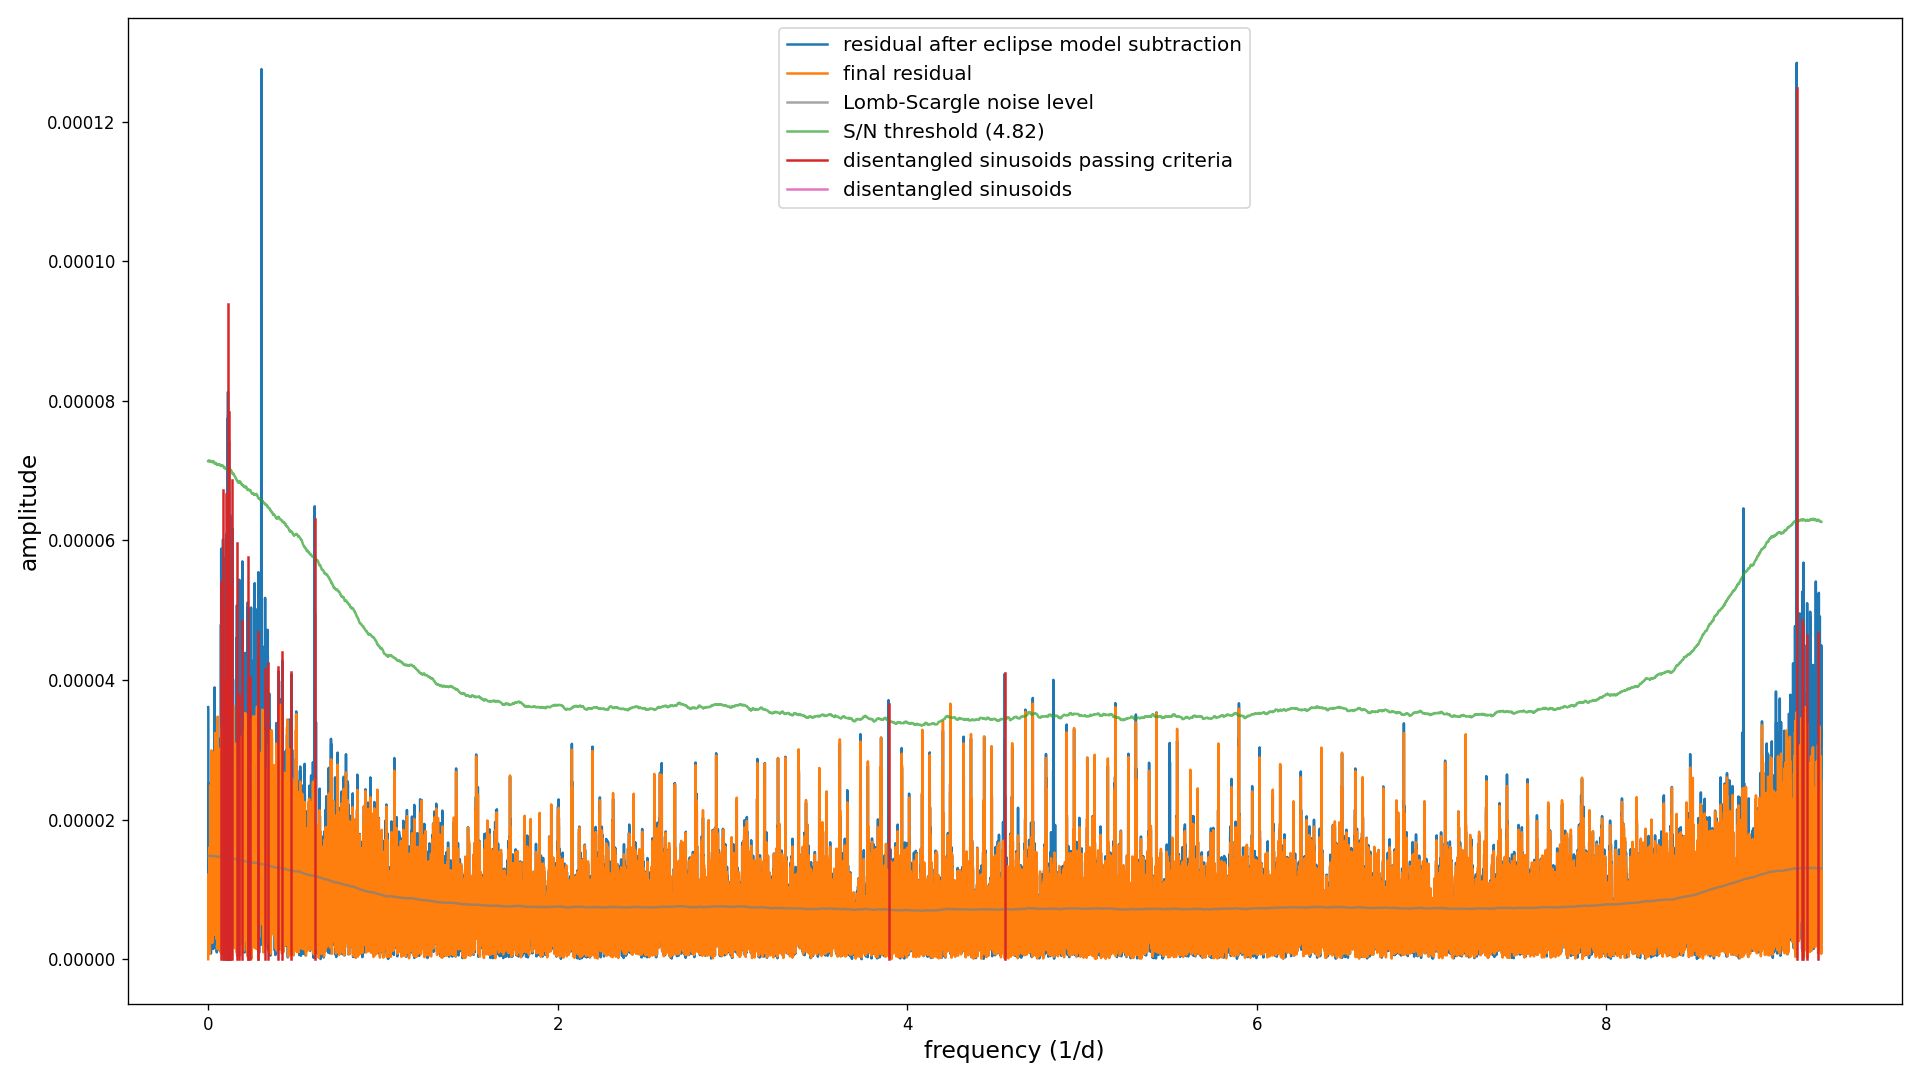 residual after eclipse model subtraction
final residual
Lomb-Scargle noise level
S/N threshold (4.82)
disentangled sinusoids passing criteria
disentangled sinusoids
0.00012
0.00010
0.00008
0.00006
0.00004
0.00002
0.00000
amplitude
0 2 4 6 8
frequency (1/d)